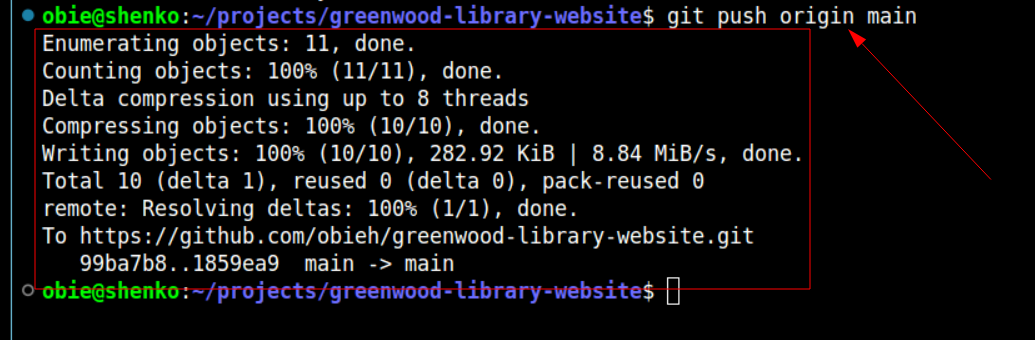 obie@shenko:~/projects/greenwood-library-website$ git push origin main
Enumerating objects: 11, done.
Counting objects: 100% (11/11), done.
Delta compression using up to 8 threads
Compressing objects: 100% (10/10), done.
Writing objects: 100% (10/10), 282.92 KiB | 8.84 MiB/s, done.
Total 10 (delta 1), reused 0 (delta 0), pack-reused 0
remote: Resolving deltas: 100% (1/1), done.
To https://github.com/obieh/greenwood-library-website.git
   99ba7b8..1859ea9  main -> main
obie@shenko:~/projects/greenwood-library-website$